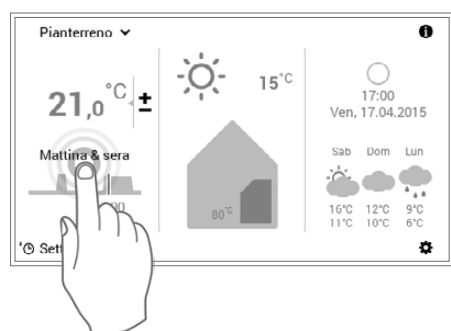 Pianterreno
21,0°C ±
15°C
17:00
Ven, 17.04.2015
Mattina & sera
80°C
Sab Dom Lun
16°C 12°C 9°C
11°C 10°C 6°C